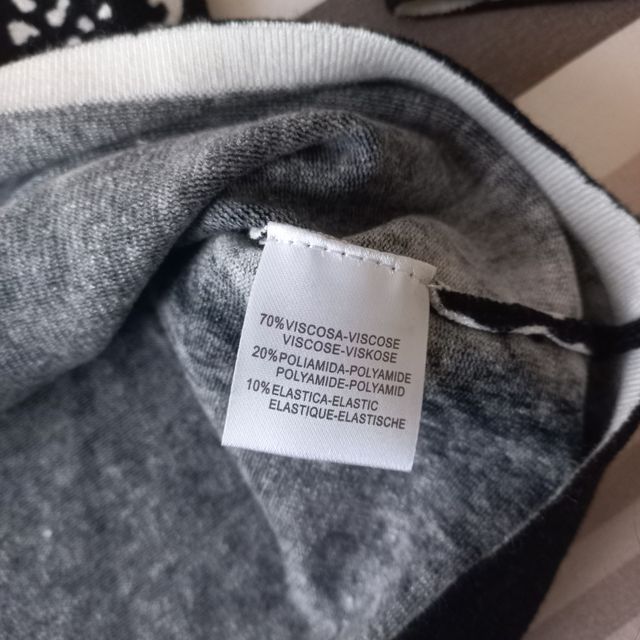 70%VISCOSA-VISCOSE
VISCOSE-VISKOSE
20%POLIAMIDA-POLYAMIDE
POLYAMIDE-POLYAMID
10%ELASTICA-ELASTIC
ELASTIQUE-ELASTISCHE